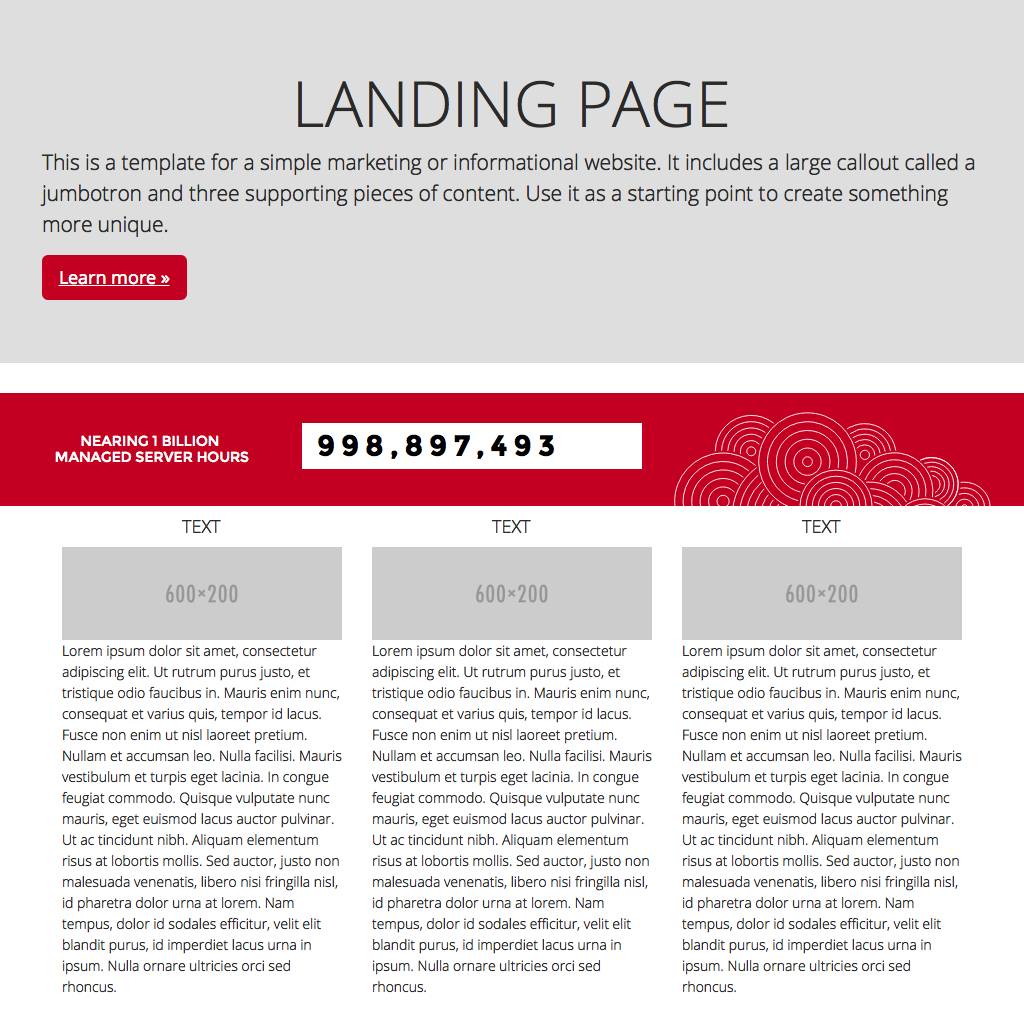 LANDING PAGE
This is a template for a simple marketing or informational website. It includes a large callout called a
jumbotron and three supporting pieces of content. Use it as a starting point to create something
more unique.
Learn more »
NEARING 1 BILLION
MANAGED SERVER HOURS
998,897,493
TEXT
600×200
Lorem ipsum dolor sit amet, consectetur
adipiscing elit. Ut rutrum purus justo, et
tristique odio faucibus in. Mauris enim nunc,
consequat et varius quis, tempor id lacus.
Fusce non enim ut nisl laoreet pretium.
Nullam et accumsan leo. Nulla facilisi. Mauris
vestibulum et turpis eget lacinia. In congue
feugiat commodo. Quisque vulputate nunc
mauris, eget euismod lacus auctor pulvinar.
Ut ac tincidunt nibh. Aliquam elementum
risus at lobortis mollis. Sed auctor, justo non
malesuada venenatis, libero nisi fringilla nisl,
id pharetra dolor urna at lorem. Nam
tempus, dolor id sodales efficitur, velit elit
blandit purus, id imperdiet lacus urna in
ipsum. Nulla ornare ultricies orci sed
rhoncus.
TEXT
600×200
Lorem ipsum dolor sit amet, consectetur
adipiscing elit. Ut rutrum purus justo, et
tristique odio faucibus in. Mauris enim nunc,
consequat et varius quis, tempor id lacus.
Fusce non enim ut nisl laoreet pretium.
Nullam et accumsan leo. Nulla facilisi. Mauris
vestibulum et turpis eget lacinia. In congue
feugiat commodo. Quisque vulputate nunc
mauris, eget euismod lacus auctor pulvinar.
Ut ac tincidunt nibh. Aliquam elementum
risus at lobortis mollis. Sed auctor, justo non
malesuada venenatis, libero nisi fringilla nisl,
id pharetra dolor urna at lorem. Nam
tempus, dolor id sodales efficitur, velit elit
blandit purus, id imperdiet lacus urna in
ipsum. Nulla ornare ultricies orci sed
rhoncus.
TEXT
600×200
Lorem ipsum dolor sit amet, consectetur
adipiscing elit. Ut rutrum purus justo, et
tristique odio faucibus in. Mauris enim nunc,
consequat et varius quis, tempor id lacus.
Fusce non enim ut nisl laoreet pretium.
Nullam et accumsan leo. Nulla facilisi. Mauris
vestibulum et turpis eget lacinia. In congue
feugiat commodo. Quisque vulputate nunc
mauris, eget euismod lacus auctor pulvinar.
Ut ac tincidunt nibh. Aliquam elementum
risus at lobortis mollis. Sed auctor, justo non
malesuada venenatis, libero nisi fringilla nisl,
id pharetra dolor urna at lorem. Nam
tempus, dolor id sodales efficitur, velit elit
blandit purus, id imperdiet lacus urna in
ipsum. Nulla ornare ultricies orci sed
rhoncus.